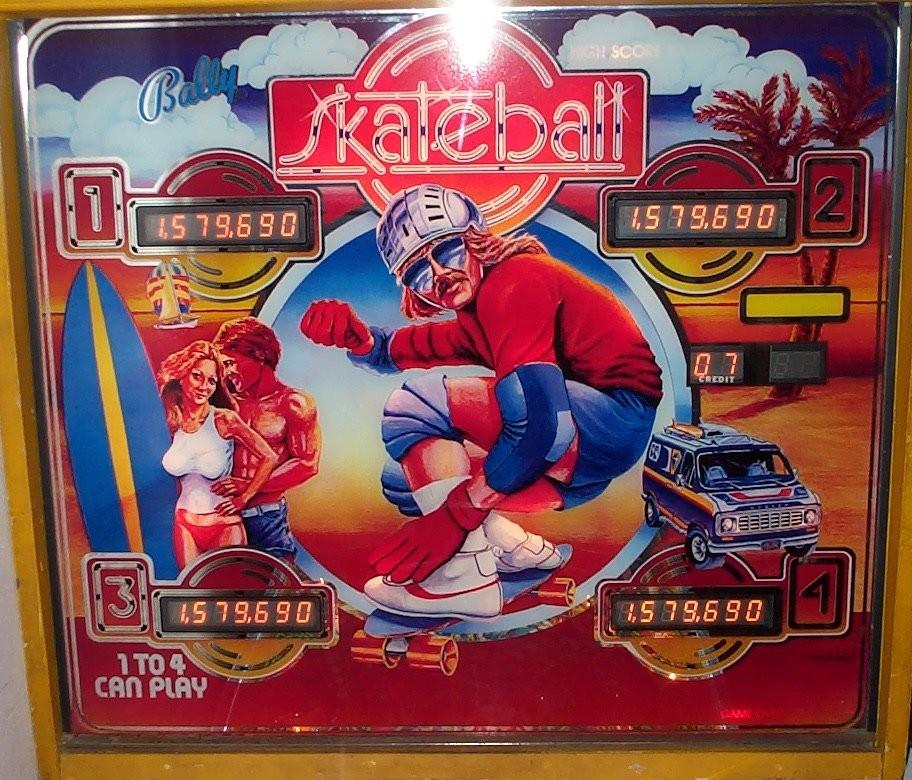 Bally
HIGH SCORE
Skateball
1
1,579,690
1,579,690
2
07
CREDIT
3
1,579,690
1,579,690
4
1 TO 4
CAN PLAY
GAME